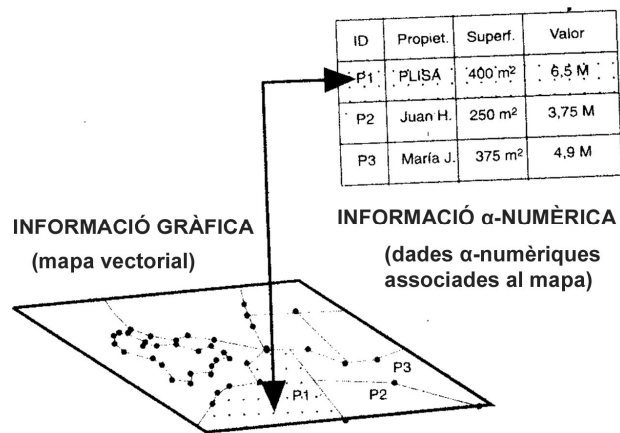 ID Propiet. Superf. Valor
P1 PLISA 400 m² 6,5 M
P2 Juan H. 250 m² 3,75 M
P3 María J. 375 m² 4,9 M
INFORMACIÓ GRÀFICA
(mapa vectorial)
INFORMACIÓ α-NUMÈRICA
(dades α-numèriques
associades al mapa)
P3
P1
P2